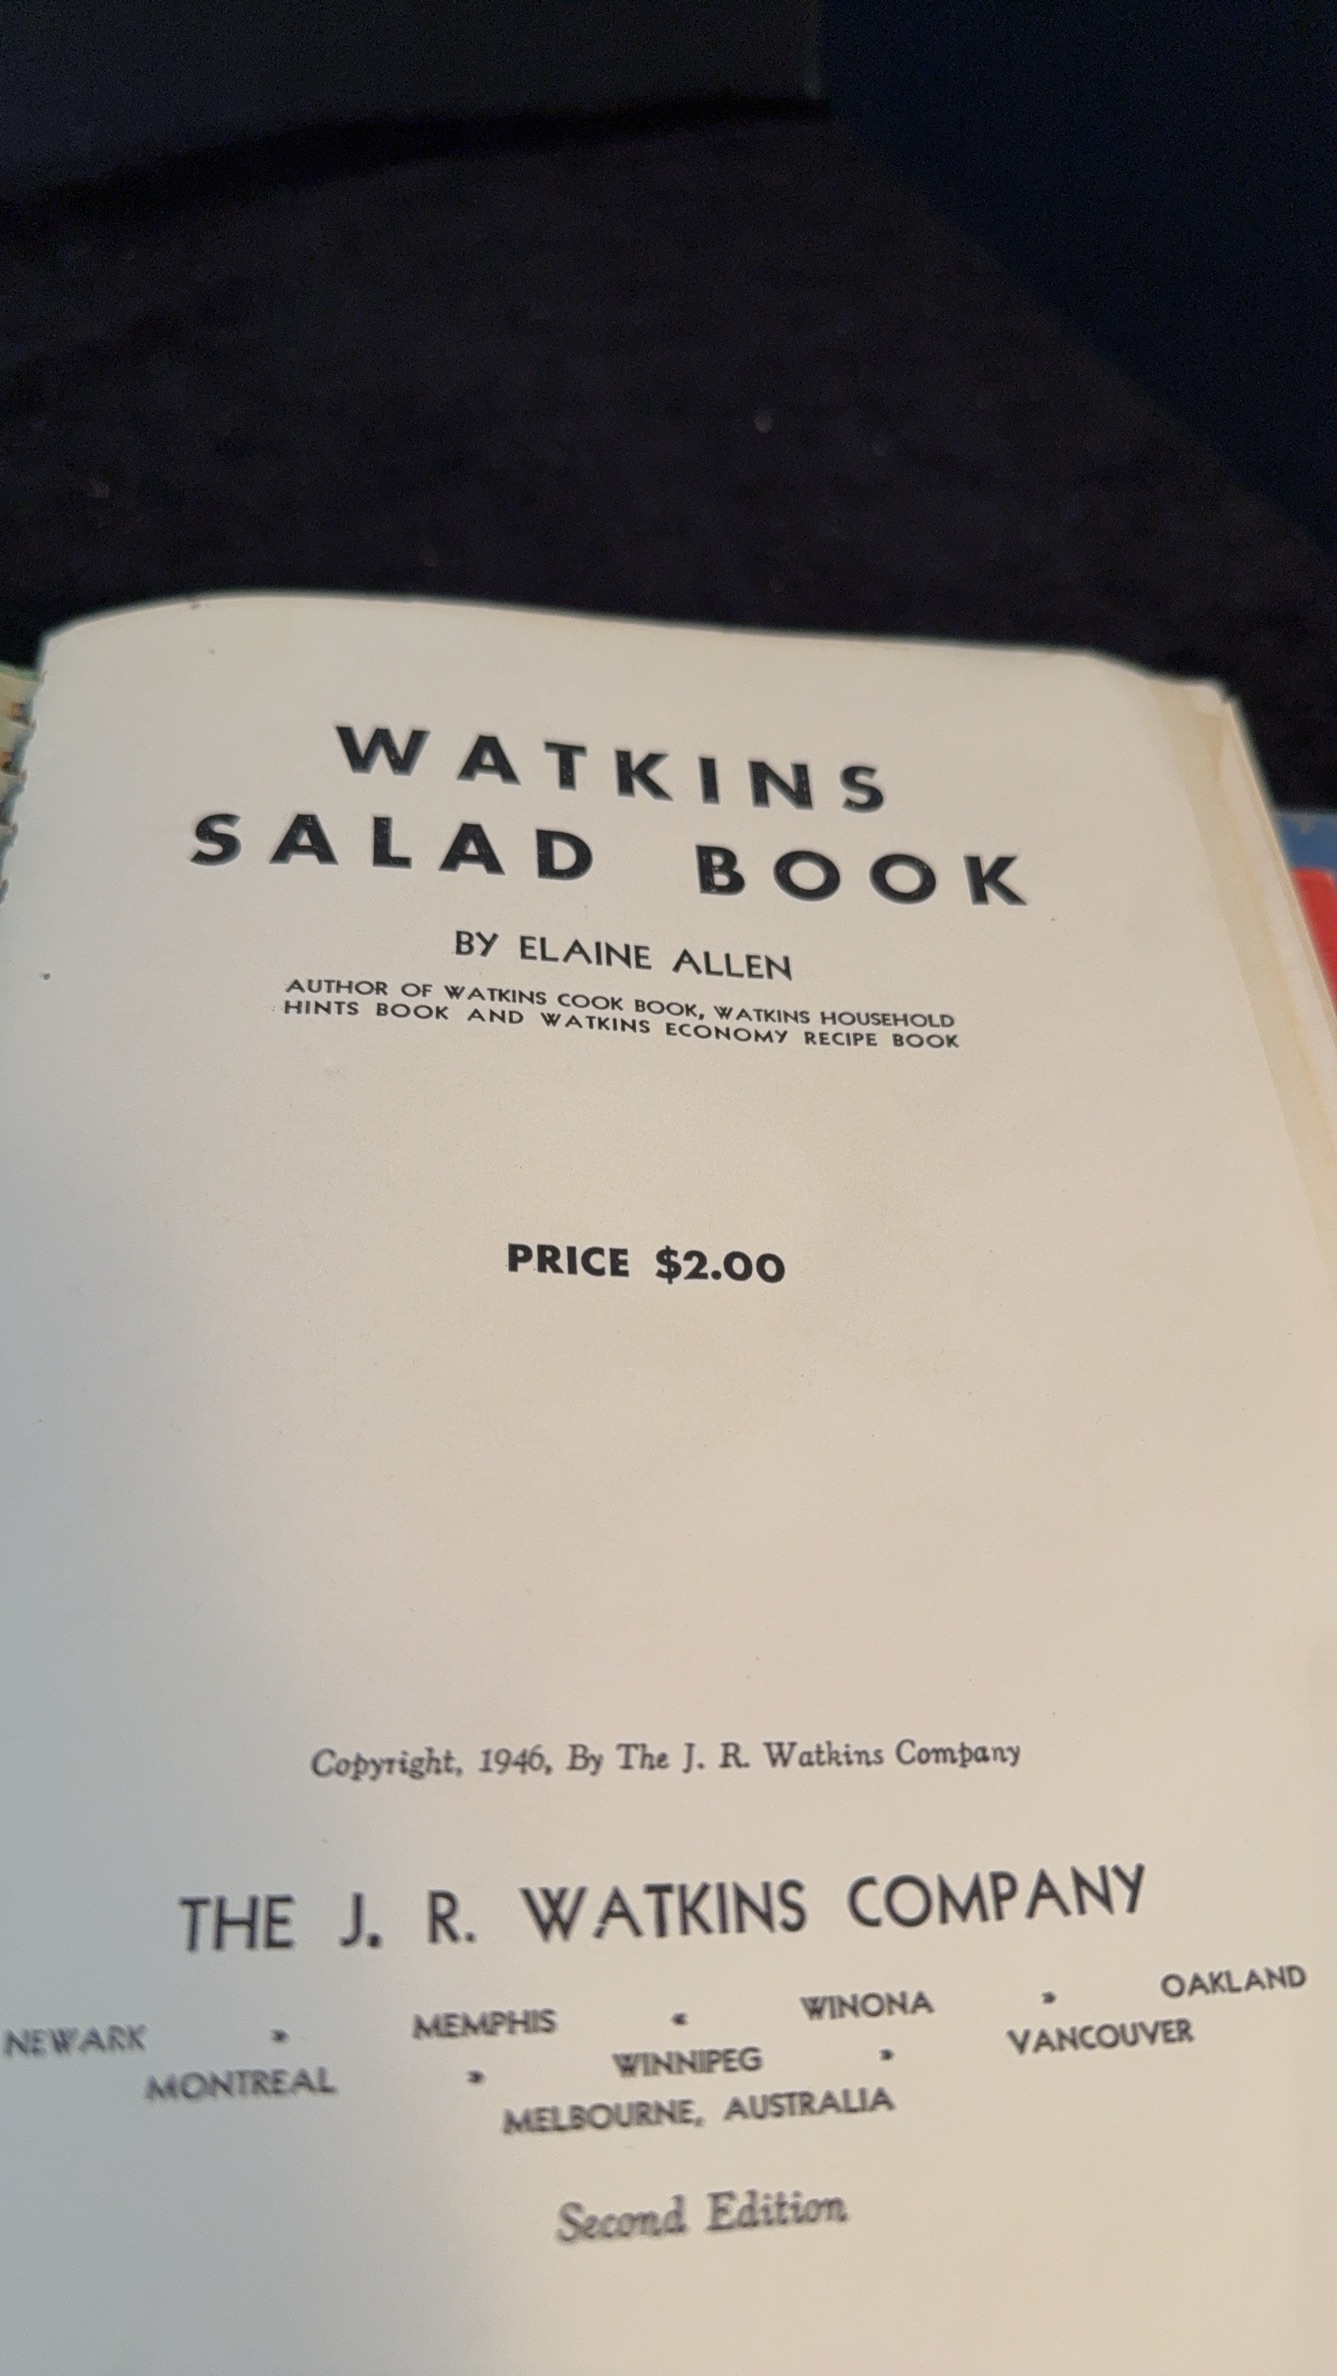 WATKINS
SALAD BOOK
BY ELAINE ALLEN
AUTHOR OF WATKINS COOK BOOK, WATKINS HOUSEHOLD
HINTS BOOK AND WATKINS ECONOMY RECIPE BOOK
PRICE $2.00
Copyright, 1946, By The J. R. Watkins Company
THE J. R. WATKINS COMPANY
NEWARK » MEMPHIS « WINONA » OAKLAND
MONTREAL » WINNIPEG » VANCOUVER
MELBOURNE, AUSTRALIA
Second Edition